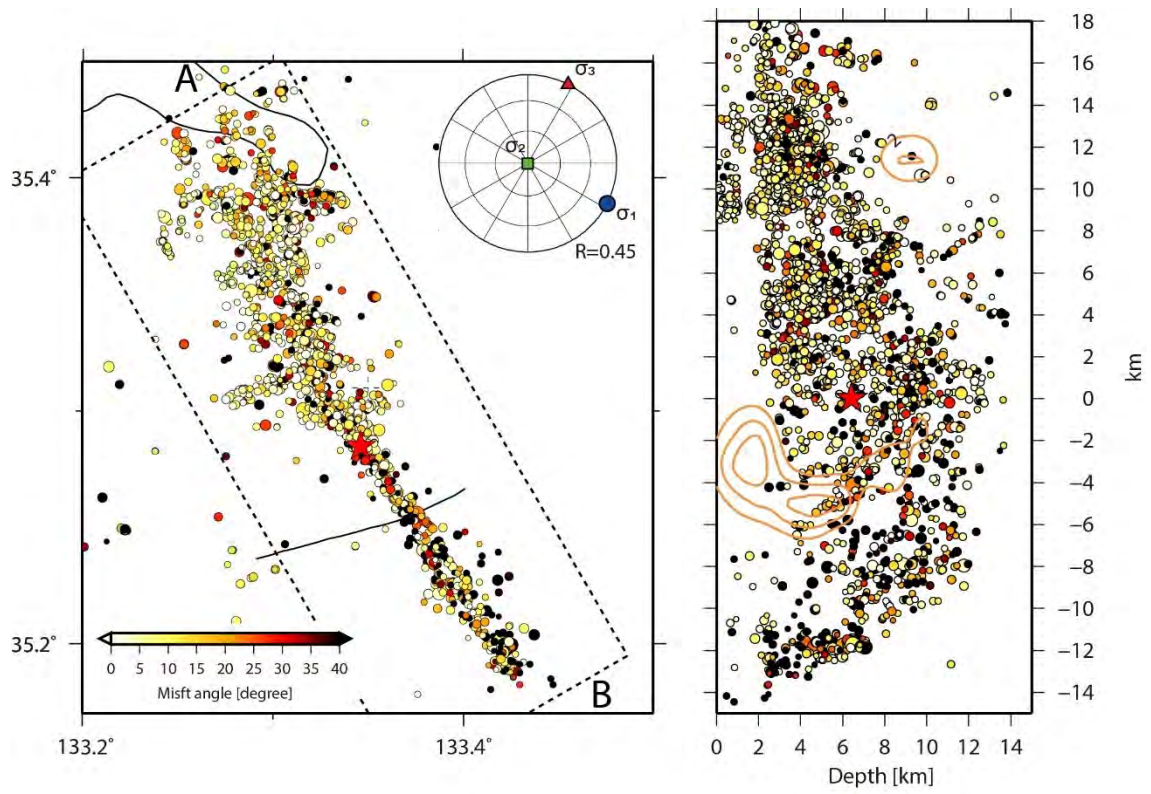 A
σ₃
σ₂
σ₁
R=0.45
35.4°
35.2°
0 5 10 15 20 25 30 35 40
Misft angle [degree]
B
133.2° 133.4°
18
16
14
12
10
8
6
4
2
0
−2
−4
−6
−8
−10
−12
−14
km
2
0 2 4 6 8 10 12 14
Depth [km]